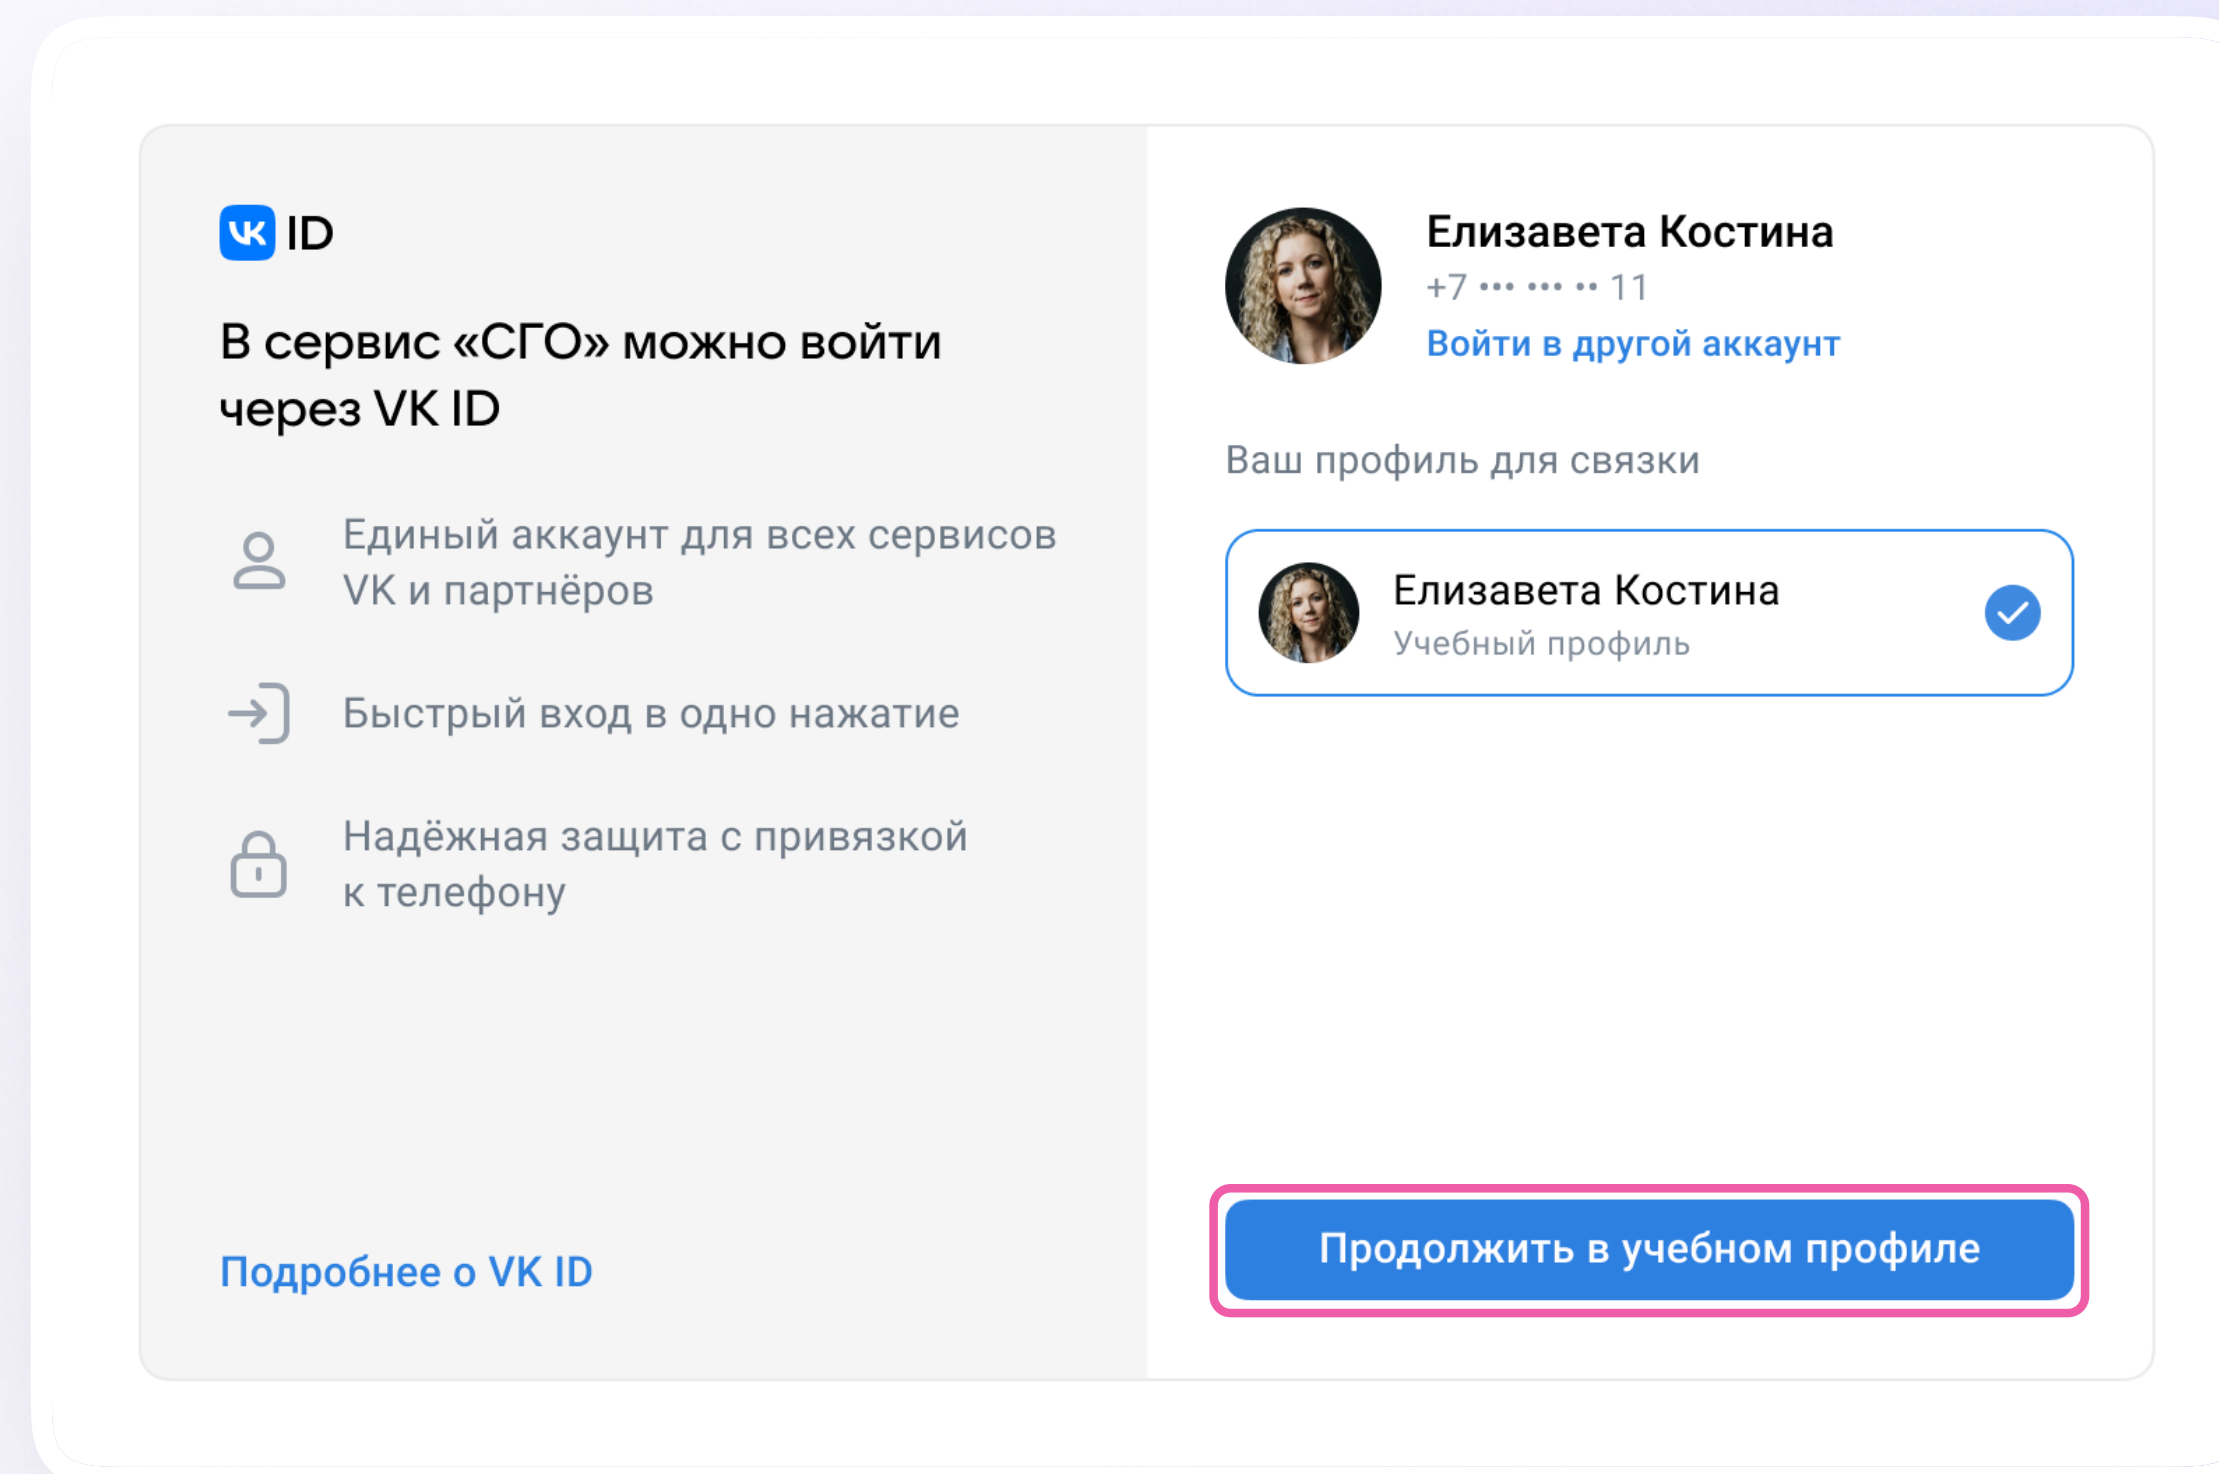 VK ID
В сервис «СГО» можно войти
через VK ID
Единый аккаунт для всех сервисов
VK и партнёров
Быстрый вход в одно нажатие
Надёжная защита с привязкой
к телефону
Подробнее о VK ID
Елизавета Костина
+7 ••• ••• •• 11
Войти в другой аккаунт
Ваш профиль для связки
Елизавета Костина
Учебный профиль
Продолжить в учебном профиле